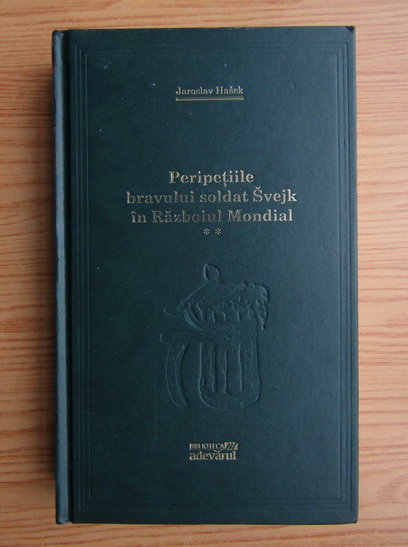 Jaroslav Hašek
Peripețiile
bravului soldat Švejk
în Războiul Mondial
**
BIBLIOTECA
adevărul